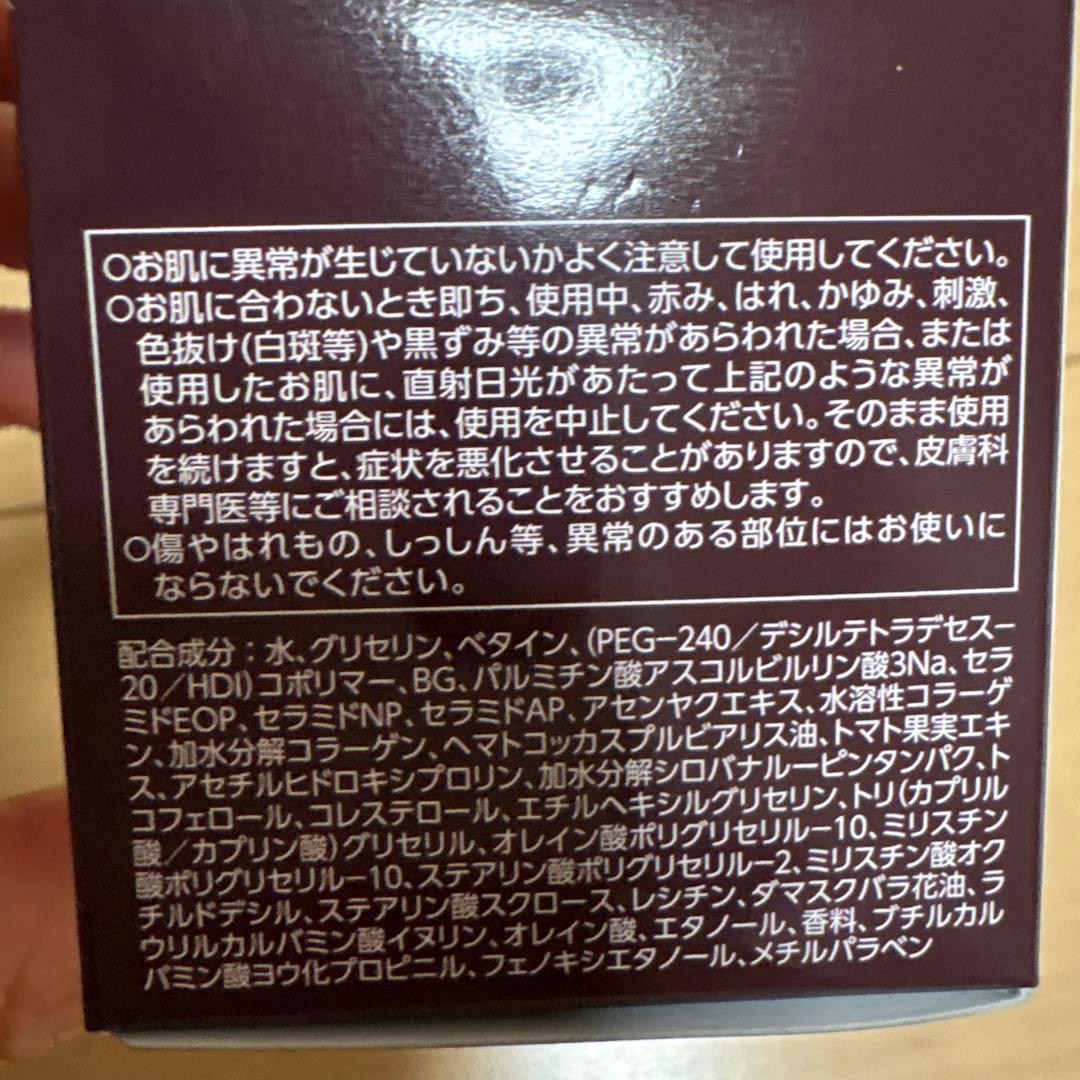 ○お肌に異常が生じていないかよく注意して使用してください。
○お肌に合わないとき即ち、使用中、赤み、はれ、かゆみ、刺激、
色抜け(白斑等)や黒ずみ等の異常があらわれた場合、または
使用したお肌に、直射日光があたって上記のような異常が
あらわれた場合には、使用を中止してください。そのまま使用
を続けますと、症状を悪化させることがありますので、皮膚科
専門医等にご相談されることをおすすめします。
○傷やはれもの、しっしん等、異常のある部位にはお使いに
ならないでください。
配合成分：水、グリセリン、ベタイン、(PEG−240／デシルテトラデセス−
20／HDI)コポリマー、BG、パルミチン酸アスコルビルリン酸3Na、セラ
ミドEOP、セラミドNP、セラミドAP、アセンヤクエキス、水溶性コラーゲ
ン、加水分解コラーゲン、ヘマトコッカスプルビアリス油、トマト果実エキ
ス、アセチルヒドロキシプロリン、加水分解シロバナルーピンタンパク、ト
コフェロール、コレステロール、エチルヘキシルグリセリン、トリ(カプリル
酸／カプリン酸)グリセリル、オレイン酸ポリグリセリル−10、ミリスチン
酸ポリグリセリル−10、ステアリン酸ポリグリセリル−2、ミリスチン酸オク
チルドデシル、ステアリン酸スクロース、レシチン、ダマスクバラ花油、ラ
ウリルカルバミン酸イヌリン、オレイン酸、エタノール、香料、ブチルカル
バミン酸ヨウ化プロピニル、フェノキシエタノール、メチルパラベン